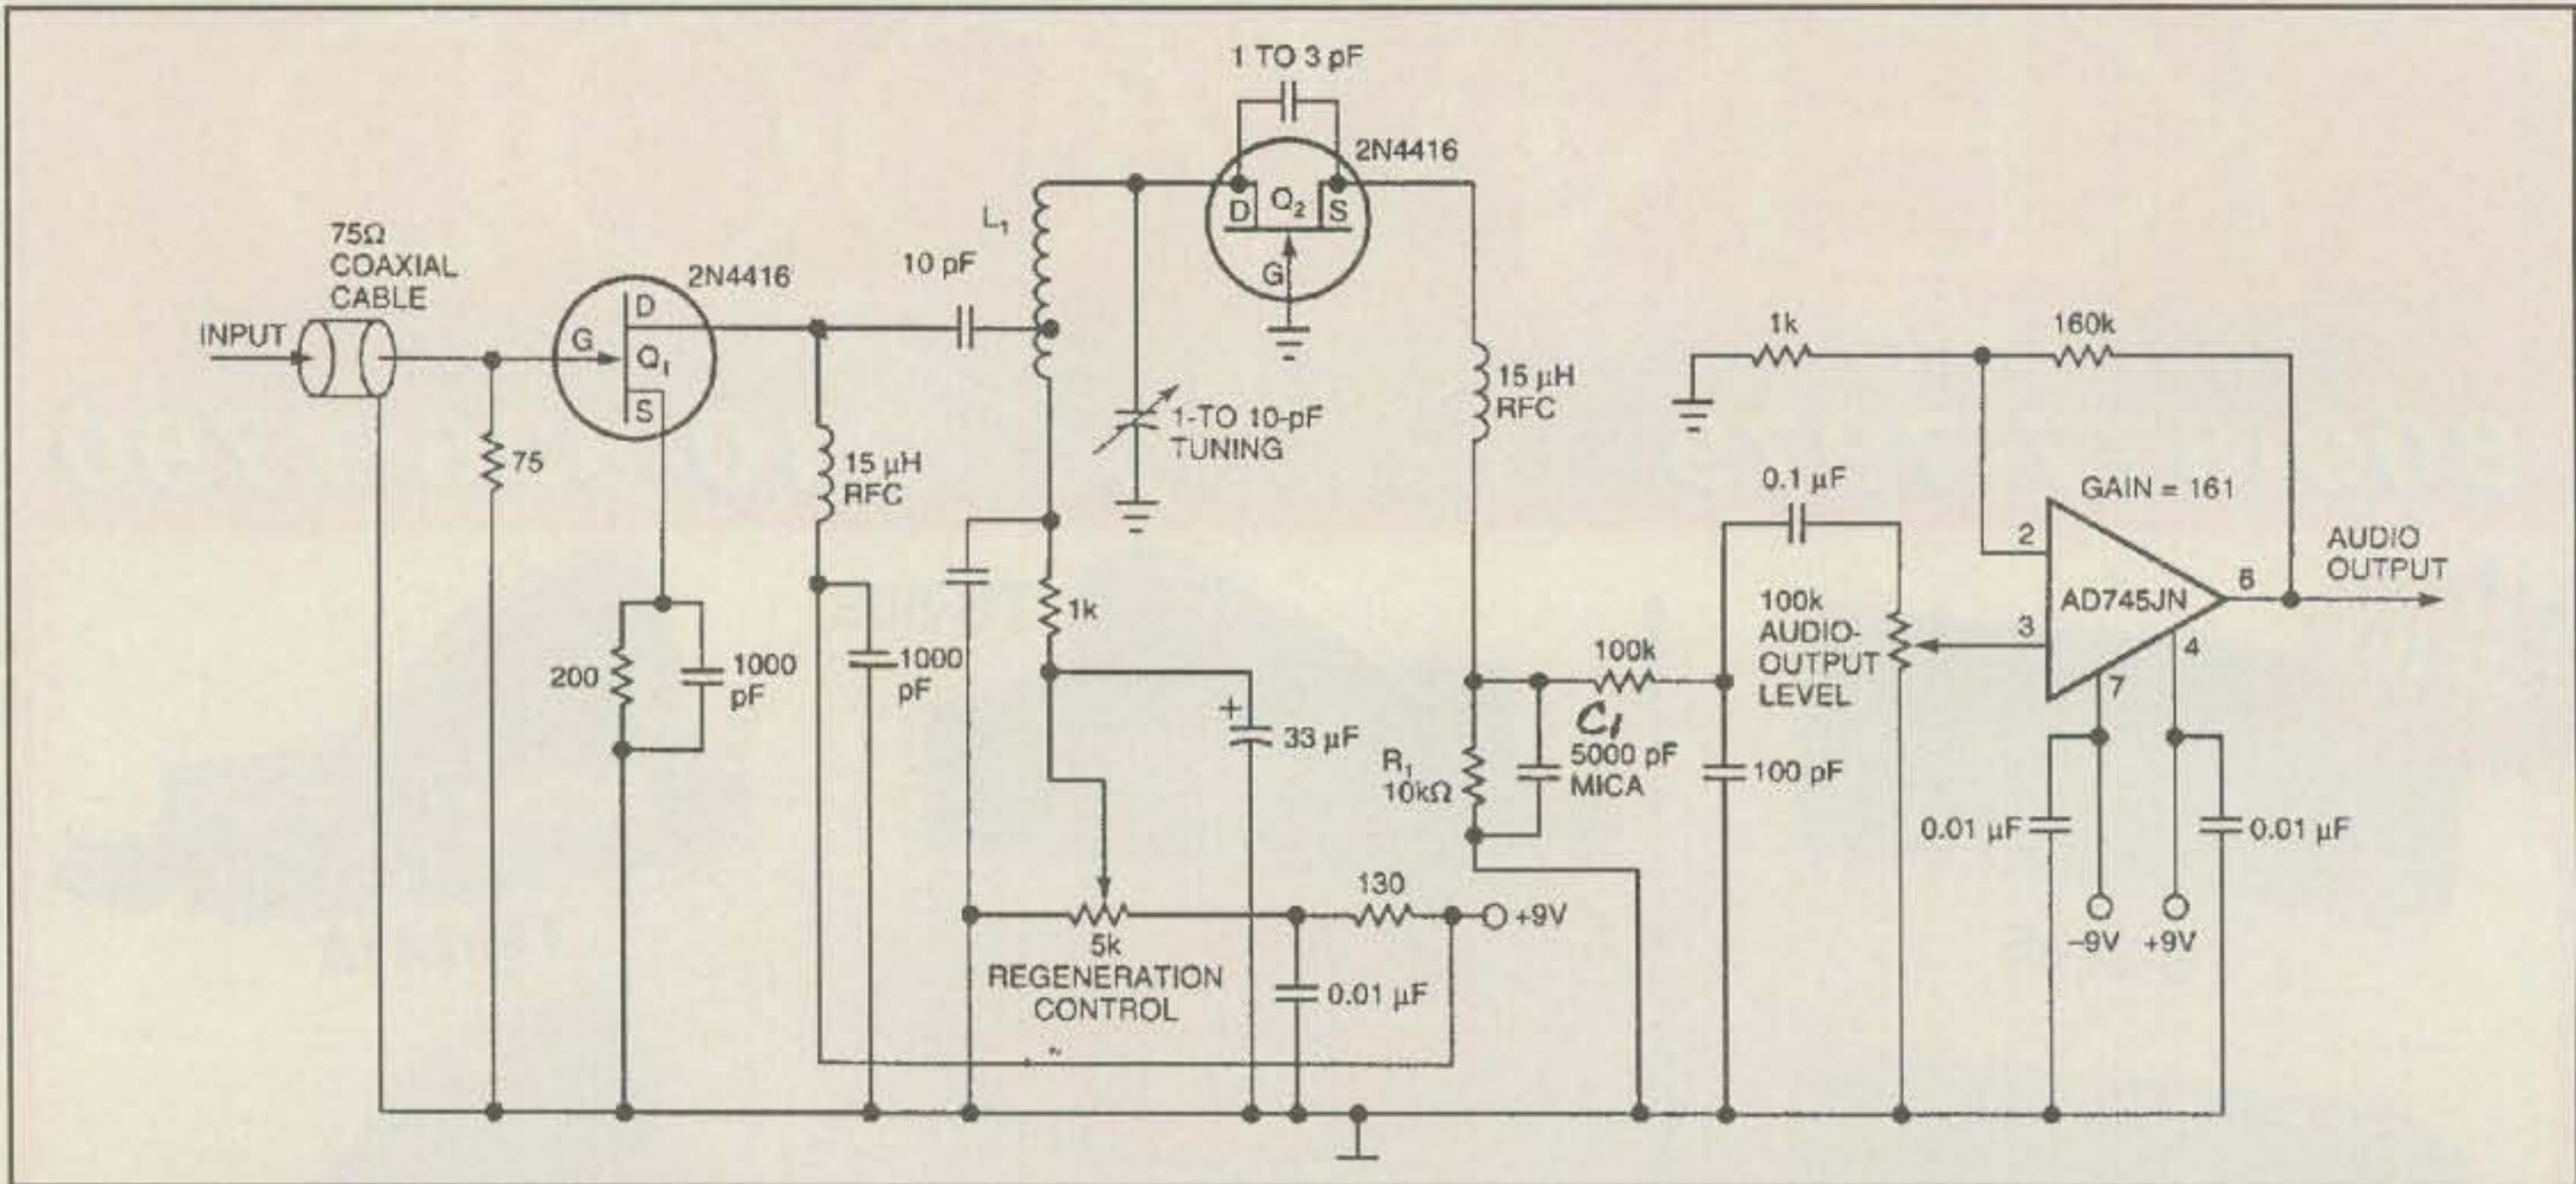 1 TO 3 pF
2N4416
D
Q2
S
G
L1
75Ω
COAXIAL
CABLE
INPUT
2N4416
D
G
Q1
S
10 pF
75
15 µH
RFC
1-TO 10-pF
TUNING
15 µH
RFC
1k
160k
GAIN = 161
0.1 µF
2
AD745JN
6
3
4
7
AUDIO
OUTPUT
200
1000
pF
1000
pF
1k
+
33 µF
100k
C1
5000 pF
MICA
R1
10kΩ
100 pF
100k
AUDIO-
OUTPUT
LEVEL
0.01 µF
0.01 µF
-9V
+9V
130
+9V
5k
REGENERATION
CONTROL
0.01 µF